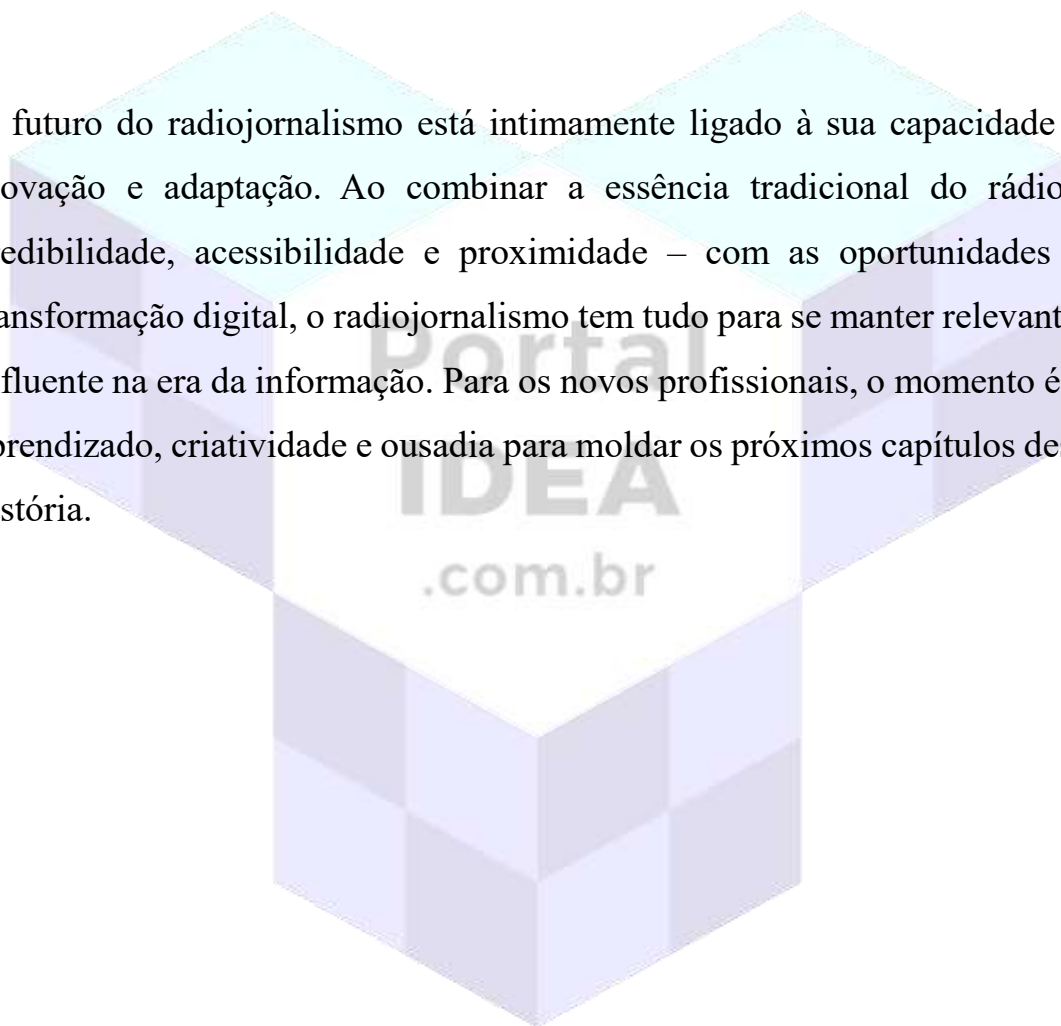 futuro do radiojornalismo está intimamente ligado à sua capacidade
ovação e adaptação. Ao combinar a essência tradicional do rádio
edibilidade, acessibilidade e proximidade – com as oportunidades
ansformação digital, o radiojornalismo tem tudo para se manter relevant
fluente na era da informação. Para os novos profissionais, o momento é
prendizado, criatividade e ousadia para moldar os próximos capítulos des
stória.
Portal
IDEA
.com.br